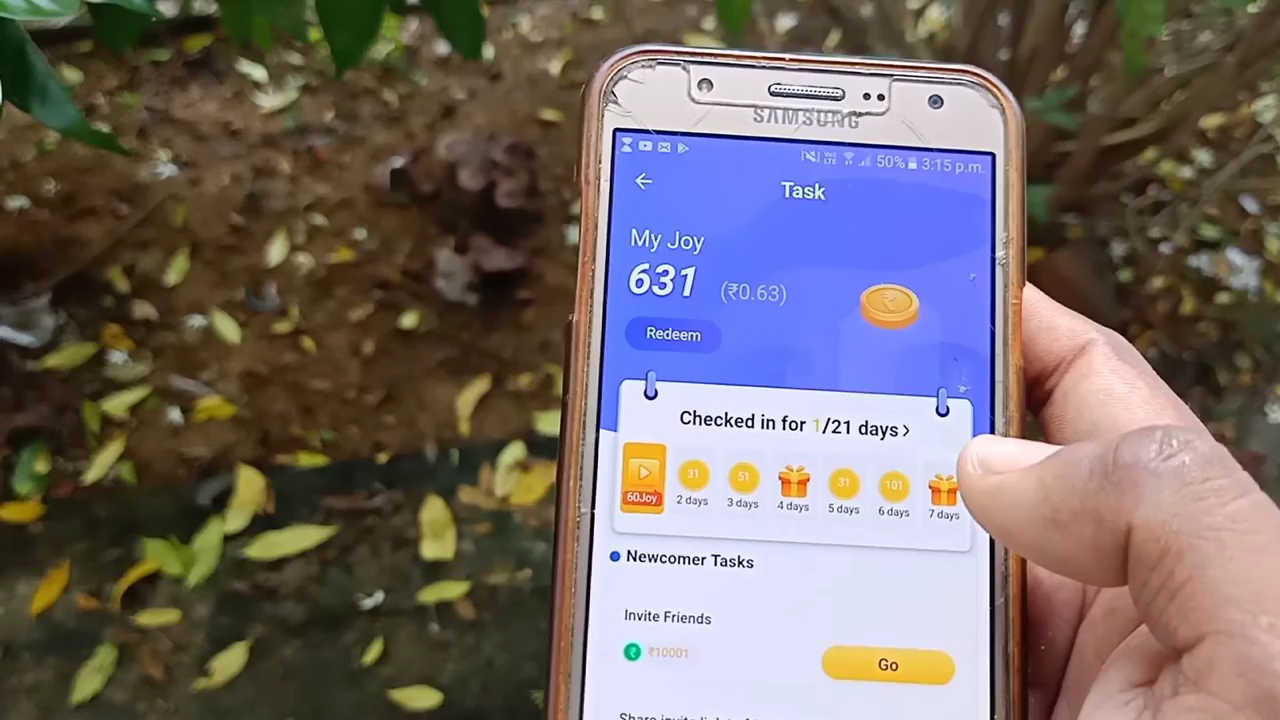 SAMSUNG
50% 3:15 p.m.
Task
My Joy
631 (₹0.63)
Redeem
Checked in for 1/21 days >
60Joy
31 51 31 101
2 days 3 days 4 days 5 days 6 days 7 days
Newcomer Tasks
Invite Friends
₹10001
Go
Share invite